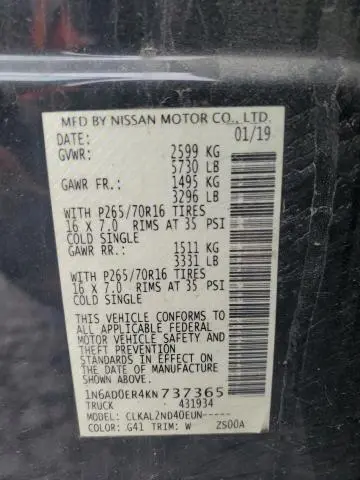 MFD BY NISSAN MOTOR CO., LTD.
DATE: 01/19
GVWR: 2599 KG
5730 LB
GAWR FR.: 1495 KG
3296 LB
WITH P265/70R16 TIRES
16 X 7.0 RIMS AT 35 PSI
COLD SINGLE
GAWR RR.: 1511 KG
3331 LB
WITH P265/70R16 TIRES
16 X 7.0 RIMS AT 35 PSI
COLD SINGLE
THIS VEHICLE CONFORMS TO
ALL APPLICABLE FEDERAL
MOTOR VEHICLE SAFETY
AND THEFT PREVENTION
STANDARDS IN EFFECT ON
THE DATE OF MANUFACTURE
SHOWN ABOVE.
1N6AD0ER4KN737365
TRUCK 431934
MODEL: CLKALZND40EUN-----
COLOR: G41 TRIM: W ZS00A